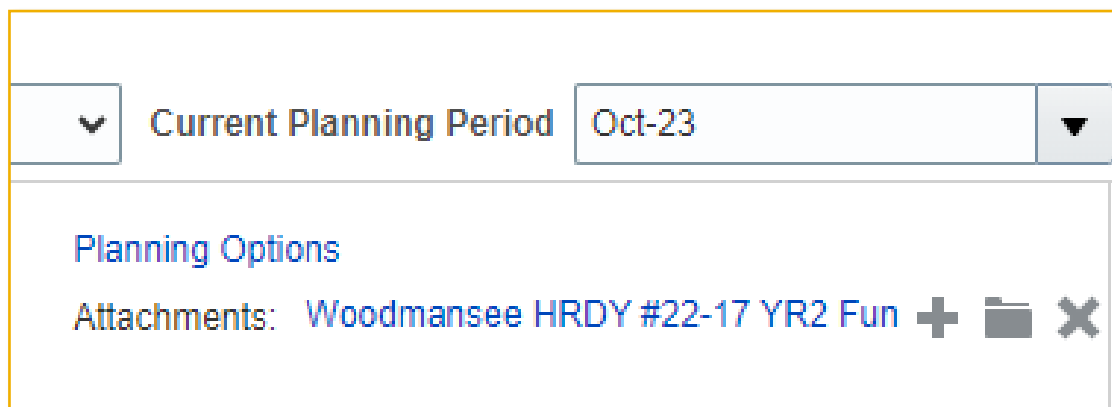 Current Planning Period Oct-23
Planning Options
Attachments: Woodmansee HRDY #22-17 YR2 Fun